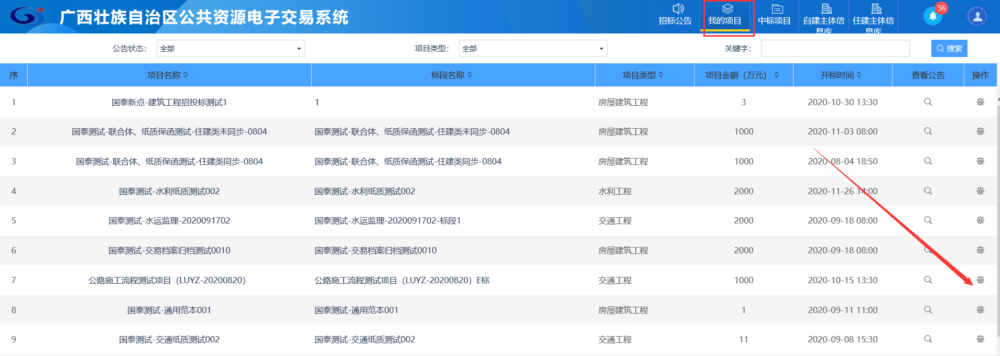 广西壮族自治区公共资源电子交易系统
招标公告
我的项目
中标项目
自建主体信息库
住建主体信息库
56
公告状态： 全部
项目类型： 全部
关键字：
搜索
序 项目名称 标段名称 项目类型 项目金额（万元） 开标时间 查看公告 操作
1 国泰新点-建筑工程招投标测试1 1 房屋建筑工程 3 2020-10-30 13:30
2 国泰测试-联合体、纸质保函测试-住建类未同步-0804 国泰测试-联合体、纸质保函测试-住建类未同步-0804 房屋建筑工程 1000 2020-11-03 08:00
3 国泰测试-联合体、纸质保函测试-住建类同步-0804 国泰测试-联合体、纸质保函测试-住建类同步-0804 房屋建筑工程 1000 2020-08-04 18:50
4 国泰测试-水利纸质测试002 国泰测试-水利纸质测试002 水利工程 2000 2020-11-26 14:00
5 国泰测试-水运监理-2020091702 国泰测试-水运监理-2020091702-标段1 交通工程 2000 2020-09-18 08:00
6 国泰测试-交易档案归档测试0010 国泰测试-交易档案归档测试0010 房屋建筑工程 2000 2020-09-18 08:00
7 公路施工流程测试项目（LUYZ-20200820） 公路施工流程测试项目（LUYZ-20200820）E标 交通工程 1000 2020-10-15 13:30
8 国泰测试-通用范本001 国泰测试-通用范本001 房屋建筑工程 1 2020-09-11 11:00
9 国泰测试-交通纸质测试002 国泰测试-交通纸质测试002 交通工程 11 2020-09-08 15:30